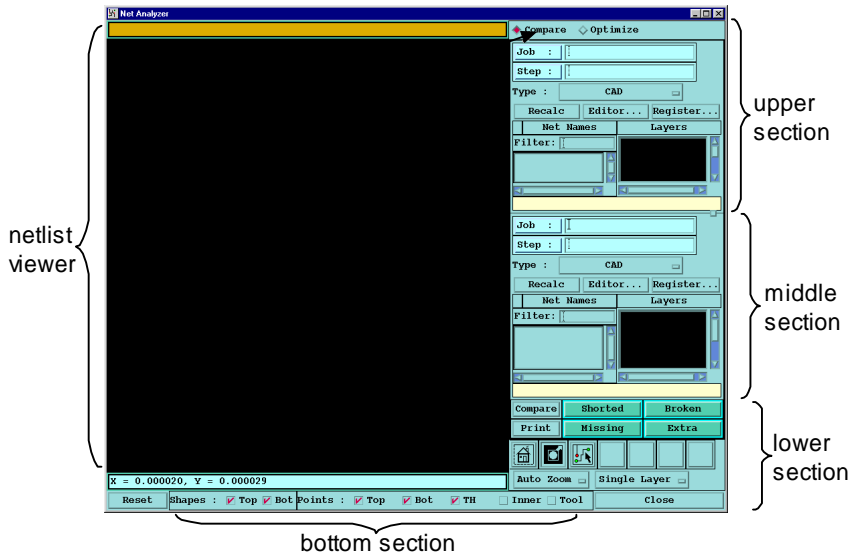 Net Analyzer
Compare Optimize
Job :
Step :
Type : CAD
Recalc Editor... Register...
Net Names Layers
Filter:
upper section
Job :
Step :
Type : CAD
Recalc Editor... Register...
Net Names Layers
Filter:
netlist viewer
middle section
Compare Shorted Broken
Print Missing Extra
lower section
X = 0.000020, Y = 0.000029
Auto Zoom Single Layer
Reset Shapes : Top Bot Points : Top Bot TH Inner Tool Close
bottom section